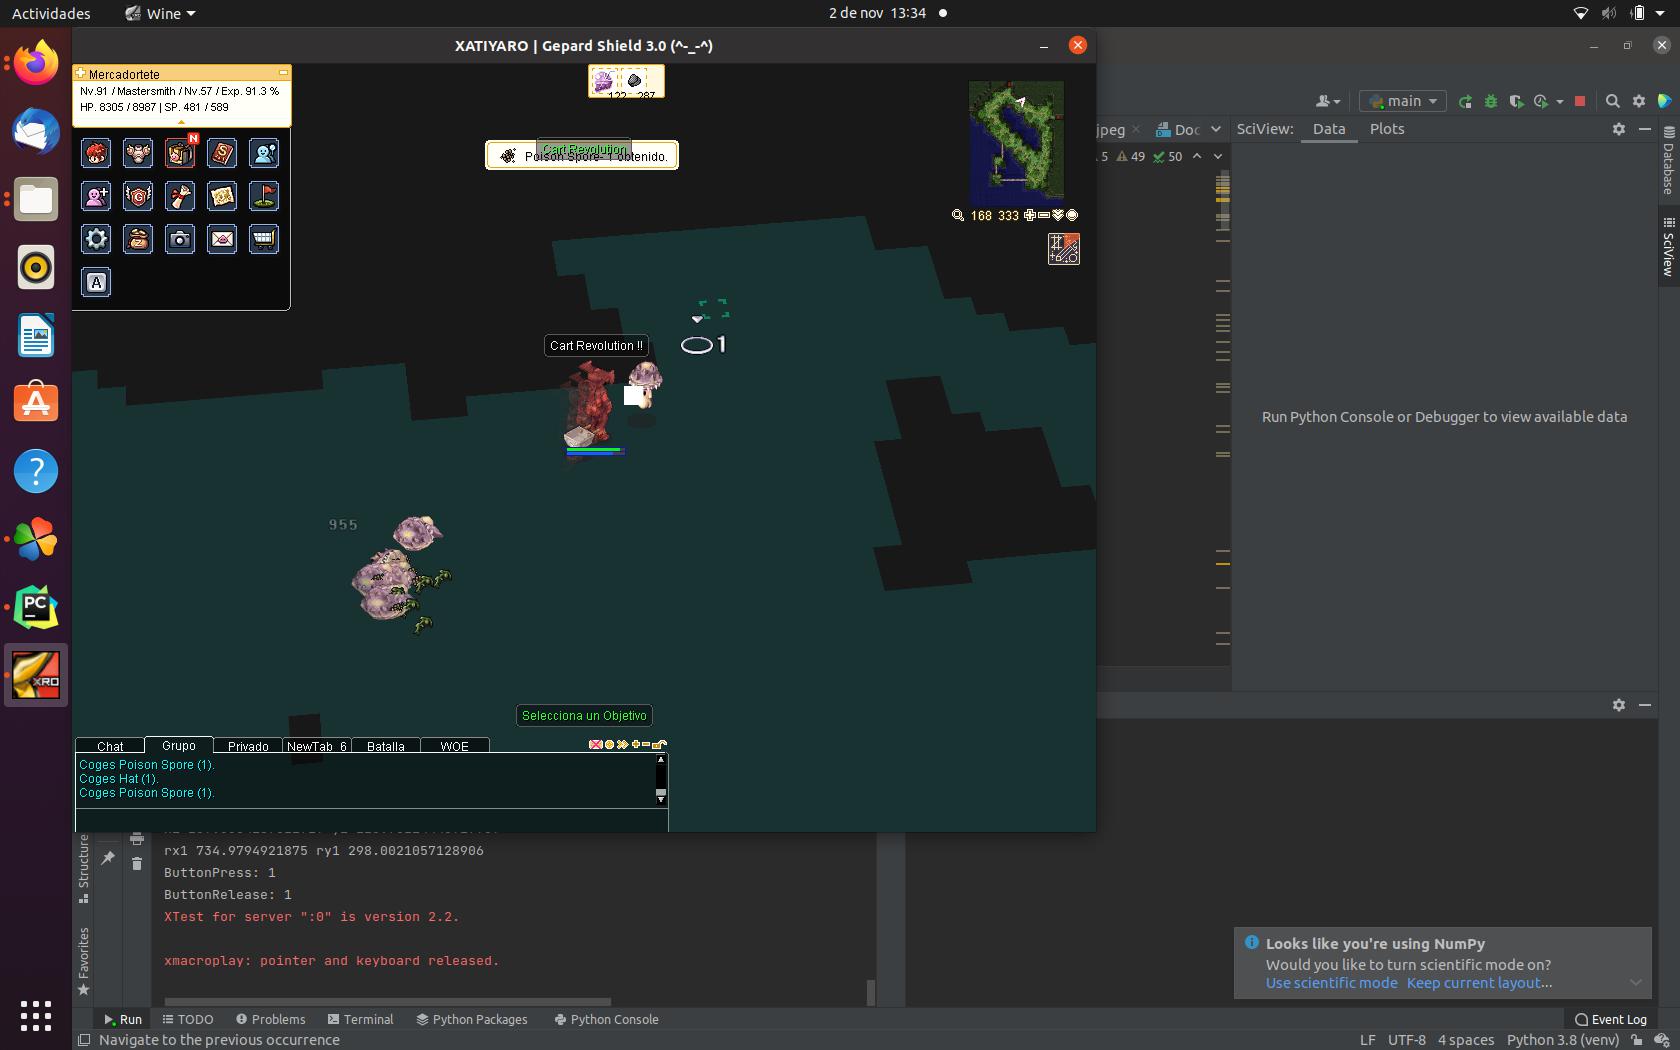 Actividades
Wine
2 de nov 13:34
XATIYARO | Gepard Shield 3.0 (^-_-^)
Mercadortete
Nv.91 / Mastersmith / Nv.57 / Exp. 91.3 %
HP. 8305 / 8987 | SP. 481 / 589
N
A
122 287
Cart Revolution
Poison Spore- 1 obtenido.
168 333
Cart Revolution !!
1
955
Selecciona un Objetivo
Chat Grupo Privado NewTab_6 Batalla WOE
Coges Poison Spore (1).
Coges Hat (1).
Coges Poison Spore (1).
main
jpeg
Doc
SciView: Data Plots
5 49 50
Database
SciView
Run Python Console or Debugger to view available data
PC
XRO
Structure
Favorites
rx1 734.9794921875 ry1 298.0021057128906
ButtonPress: 1
ButtonRelease: 1
XTest for server ":0" is version 2.2.
xmacroplay: pointer and keyboard released.
Looks like you're using NumPy
Would you like to turn scientific mode on?
Use scientific mode Keep current layout...
Run TODO Problems Terminal Python Packages Python Console Event Log
Navigate to the previous occurrence
LF UTF-8 4 spaces Python 3.8 (venv)